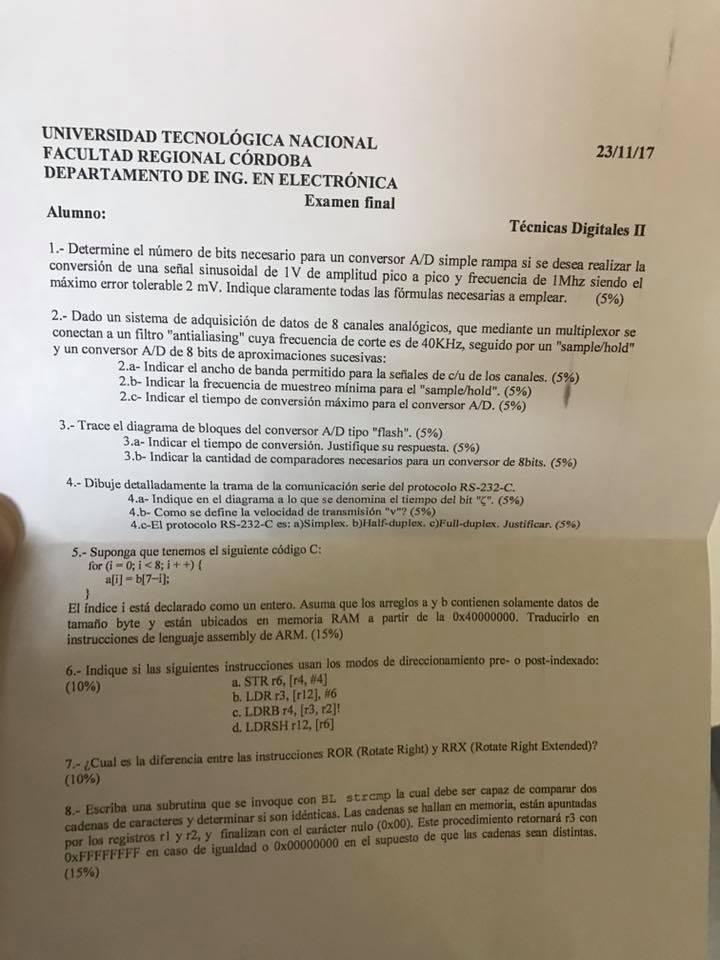 UNIVERSIDAD TECNOLÓGICA NACIONAL
FACULTAD REGIONAL CÓRDOBA
23/11/17
DEPARTAMENTO DE ING. EN ELECTRÓNICA
Examen final
Alumno:
Técnicas Digitales II
1.- Determine el número de bits necesario para un conversor A/D simple rampa si se desea realizar la
conversión de una señal sinusoidal de 1V de amplitud pico a pico y frecuencia de 1Mhz siendo el
máximo error tolerable 2 mV. Indique claramente todas las fórmulas necesarias a emplear. (5%)
2.- Dado un sistema de adquisición de datos de 8 canales analógicos, que mediante un multiplexor se
conectan a un filtro "antialiasing" cuya frecuencia de corte es de 40KHz, seguido por un "sample/hold"
y un conversor A/D de 8 bits de aproximaciones sucesivas:
2.a- Indicar el ancho de banda permitido para la señales de c/u de los canales. (5%)
2.b- Indicar la frecuencia de muestreo mínima para el "sample/hold". (5%)
2.c- Indicar el tiempo de conversión máximo para el conversor A/D. (5%)
3.- Trace el diagrama de bloques del conversor A/D tipo "flash". (5%)
3.a- Indicar el tiempo de conversión. Justifique su respuesta. (5%)
3.b- Indicar la cantidad de comparadores necesarios para un conversor de 8bits. (5%)
4.- Dibuje detalladamente la trama de la comunicación serie del protocolo RS-232-C.
4.a- Indique en el diagrama a lo que se denomina el tiempo del bit "ζ". (5%)
4.b- Como se define la velocidad de transmisión "v"? (5%)
4.c-El protocolo RS-232-C es: a)Simplex. b)Half-duplex. c)Full-duplex. Justificar. (5%)
5.- Suponga que tenemos el siguiente código C:
for (i = 0; i < 8; i + +) {
a[i] = b[7−i];
}
El índice i está declarado como un entero. Asuma que los arreglos a y b contienen solamente datos de
tamaño byte y están ubicados en memoria RAM a partir de la 0x40000000. Traducirlo en
instrucciones de lenguaje assembly de ARM. (15%)
6.- Indique si las siguientes instrucciones usan los modos de direccionamiento pre- o post-indexado:
(10%)
a. STR r6, [r4, #4]
b. LDR r3, [r12], #6
c. LDRB r4, [r3, r2]!
d. LDRSH r12, [r6]
7.- ¿Cual es la diferencia entre las instrucciones ROR (Rotate Right) y RRX (Rotate Right Extended)?
(10%)
8.- Escriba una subrutina que se invoque con BL strcmp la cual debe ser capaz de comparar dos
cadenas de caracteres y determinar si son idénticas. Las cadenas se hallan en memoria, están apuntadas
por los registros r1 y r2, y finalizan con el carácter nulo (0x00). Este procedimiento retornará r3 con
0xFFFFFFFF en caso de igualdad o 0x00000000 en el supuesto de que las cadenas sean distintas.
(15%)